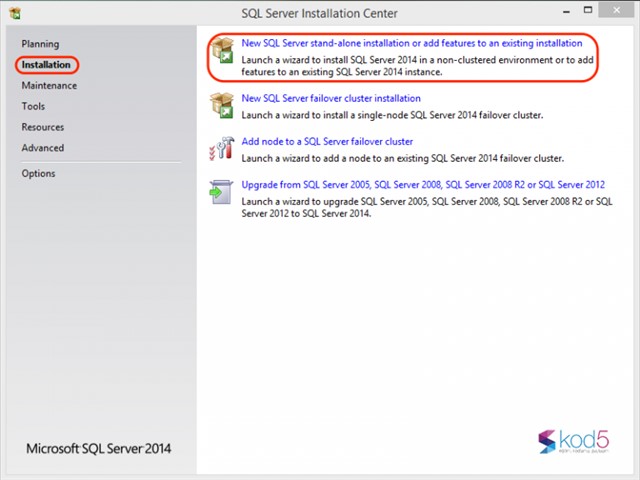 SQL Server Installation Center
Planning
Installation
Maintenance
Tools
Resources
Advanced
Options
New SQL Server stand-alone installation or add features to an existing installation
Launch a wizard to install SQL Server 2014 in a non-clustered environment or to add
features to an existing SQL Server 2014 instance.
New SQL Server failover cluster installation
Launch a wizard to install a single-node SQL Server 2014 failover cluster.
Add node to a SQL Server failover cluster
Launch a wizard to add a node to an existing SQL Server 2014 failover cluster.
Upgrade from SQL Server 2005, SQL Server 2008, SQL Server 2008 R2 or SQL Server 2012
Launch a wizard to upgrade SQL Server 2005, SQL Server 2008, SQL Server 2008 R2 or SQL
Server 2012 to SQL Server 2014.
Microsoft SQL Server 2014
kod5